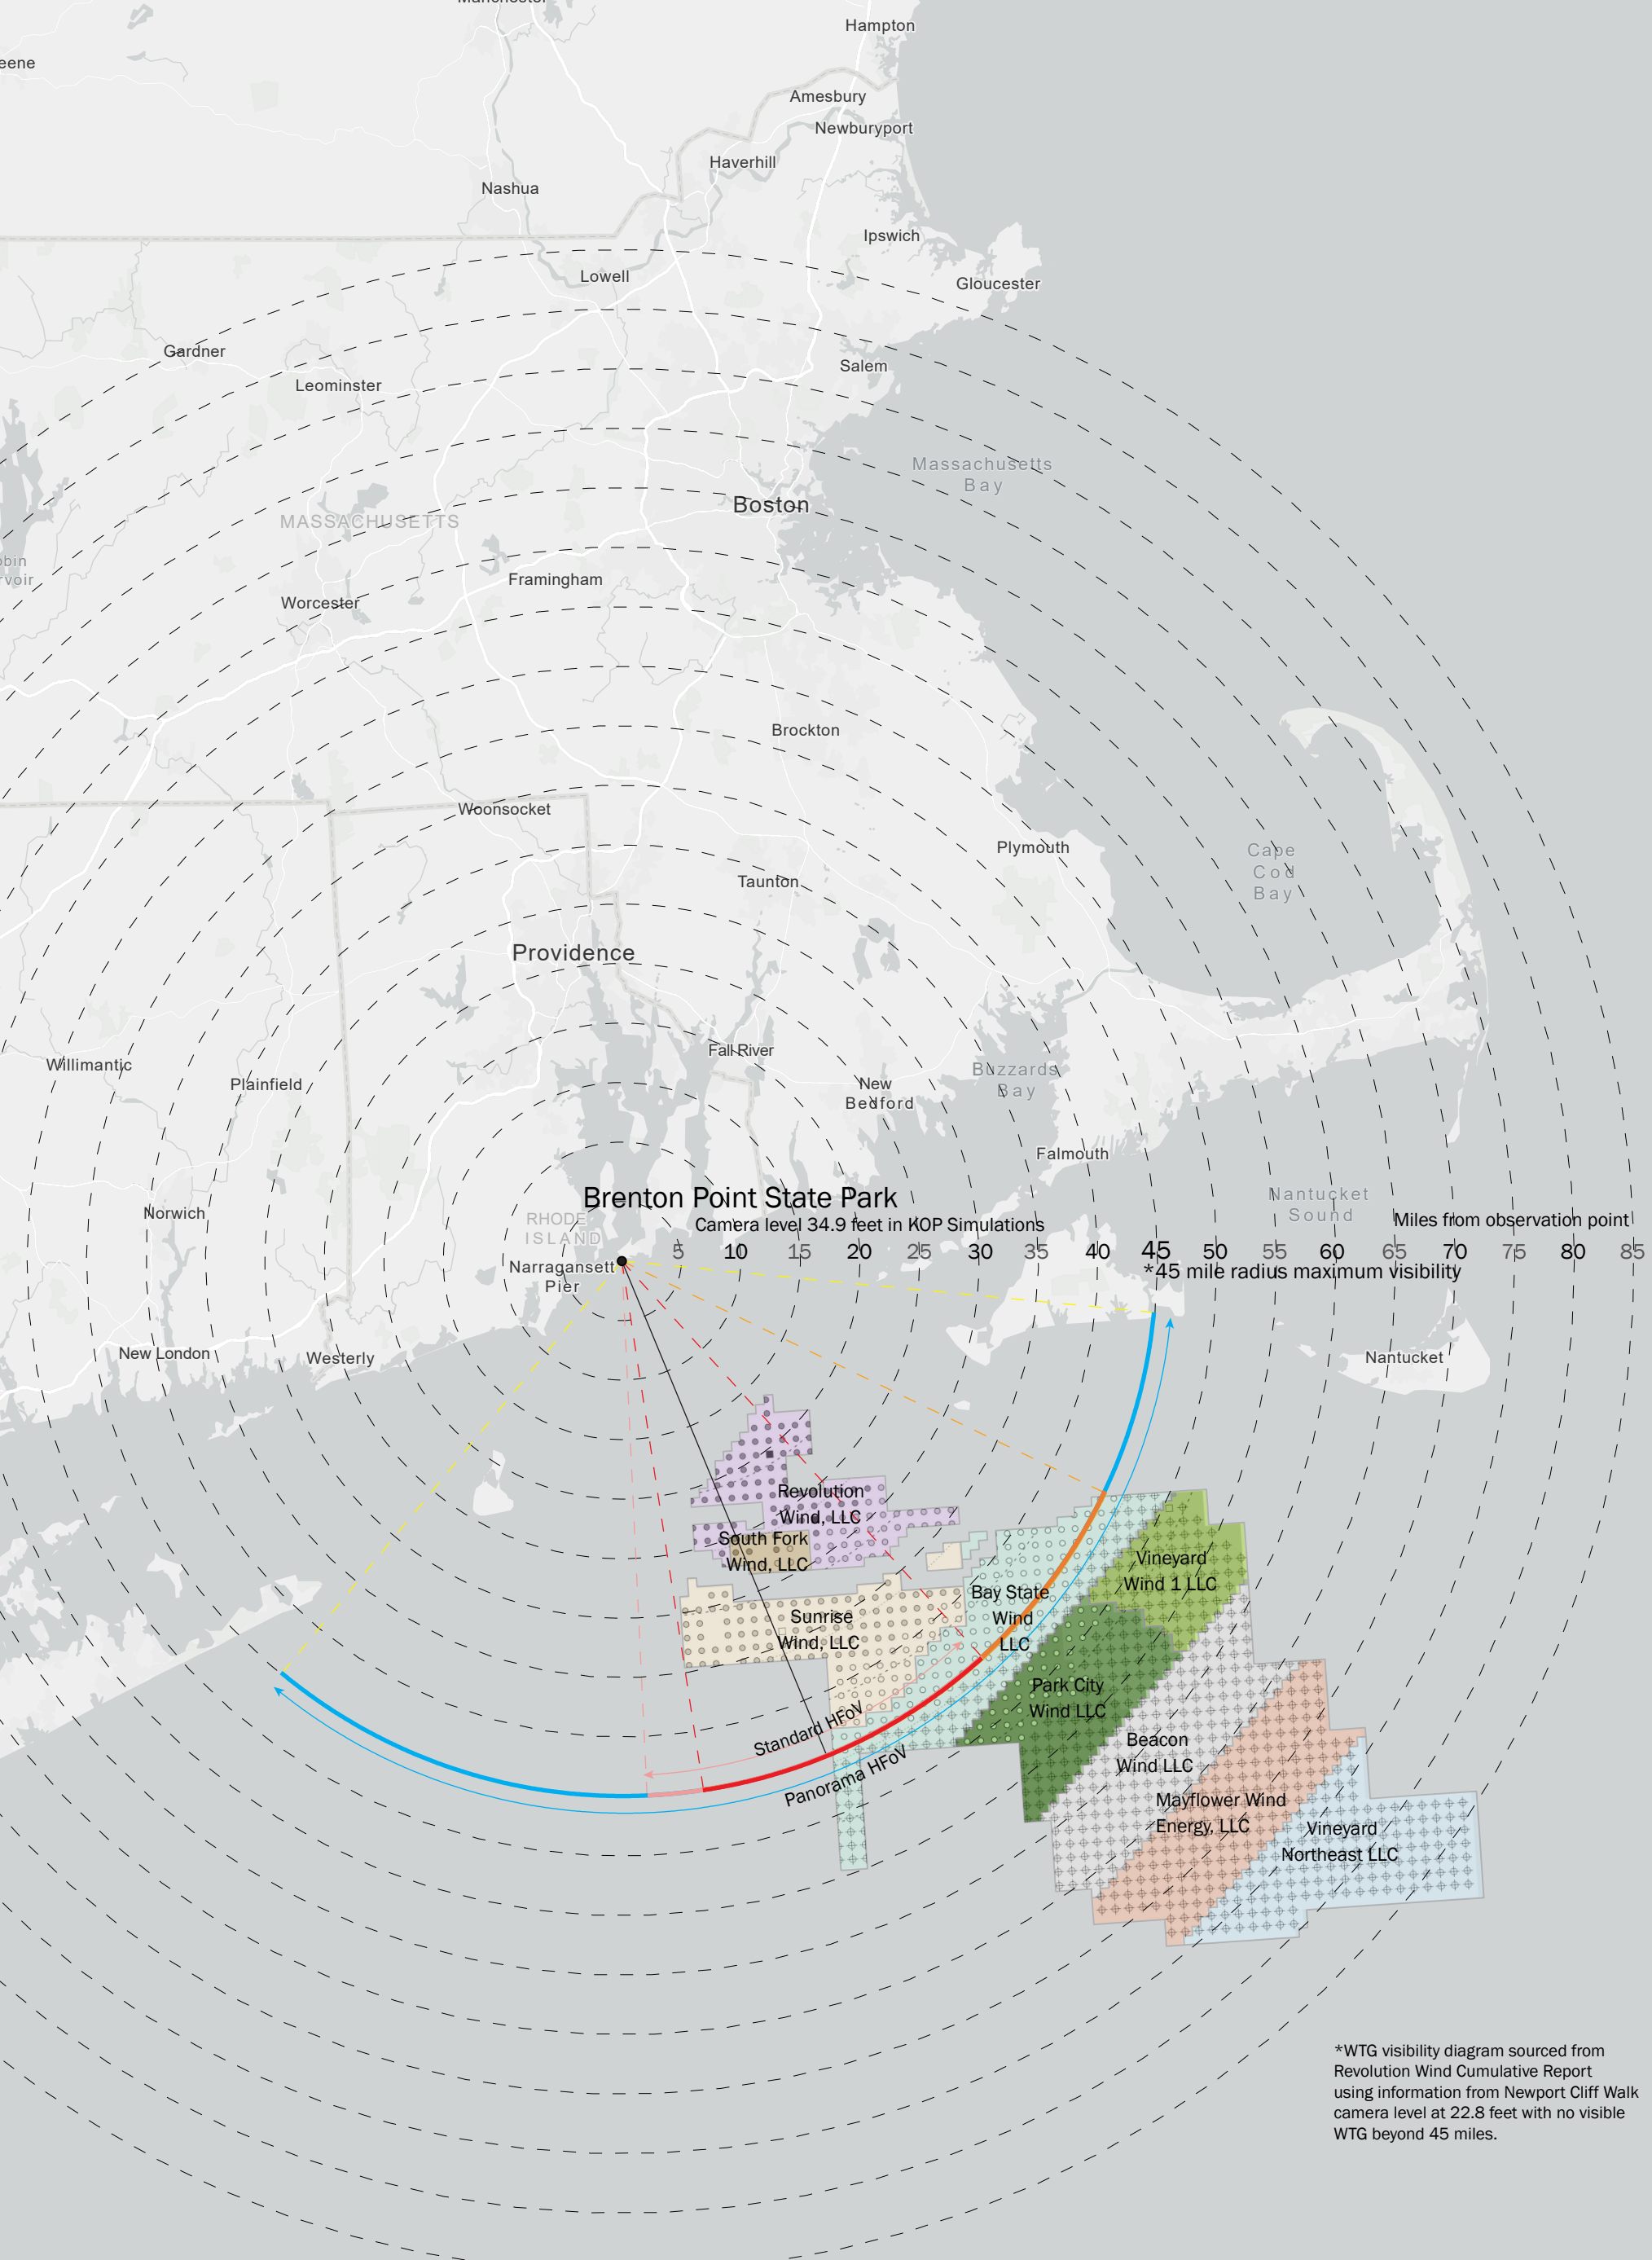 Hampton
Amesbury
Newburyport
Haverhill
Nashua
Ipswich
Lowell
Gloucester
Gardner
Salem
Leominster
Massachusetts
Bay
Boston
MASSACHUSETTS
Framingham
Worcester
Brockton
Woonsocket
Plymouth
Cape
Cod
Bay
Taunton
Providence
Fall River
Willimantic
Plainfield
Buzzards
Bay
New
Bedford
Falmouth
Norwich
Nantucket
Sound
Brenton Point State Park
Camera level 34.9 feet in KOP Simulations
Miles from observation point
RHODE
ISLAND
5 10 15 20 25 30 35 40 45 50 55 60 65 70 75 80 85
*45 mile radius maximum visibility
Narragansett
Pier
New London
Westerly
Nantucket
Revolution
Wind, LLC
South Fork
Wind, LLC
Vineyard
Wind 1 LLC
Bay State
Wind
LLC
Sunrise
Wind, LLC
Park City
Wind LLC
Standard HFoV
Panorama HFoV
Beacon
Wind LLC
Mayflower Wind
Energy, LLC
Vineyard
Northeast LLC
*WTG visibility diagram sourced from
Revolution Wind Cumulative Report
using information from Newport Cliff Walk
camera level at 22.8 feet with no visible
WTG beyond 45 miles.